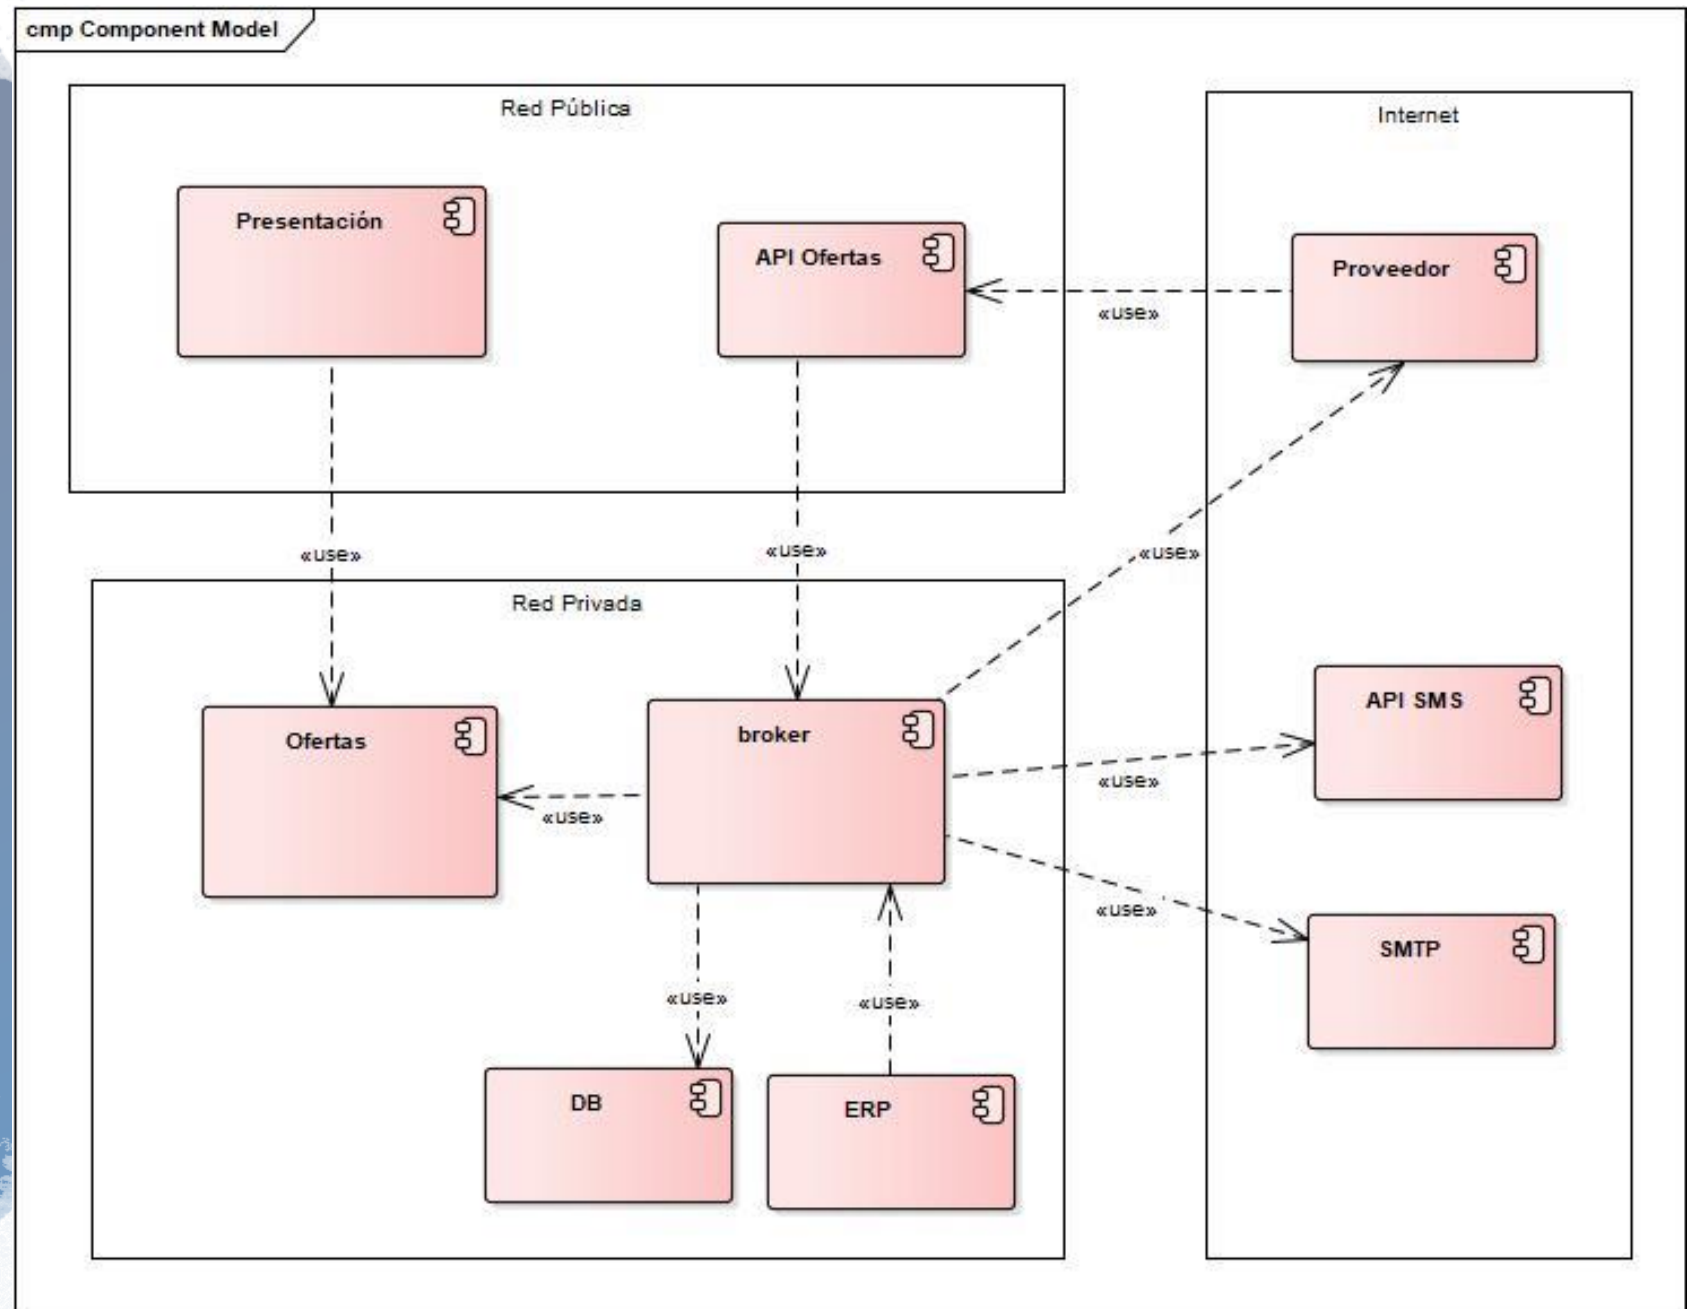 cmp Component Model
Red Pública
Internet
Presentación
API Ofertas
Proveedor
«use»
«use»
«use»
«use»
Red Privada
Ofertas
broker
API SMS
«use»
«use»
«use»
SMTP
«use»
«use»
DB
ERP